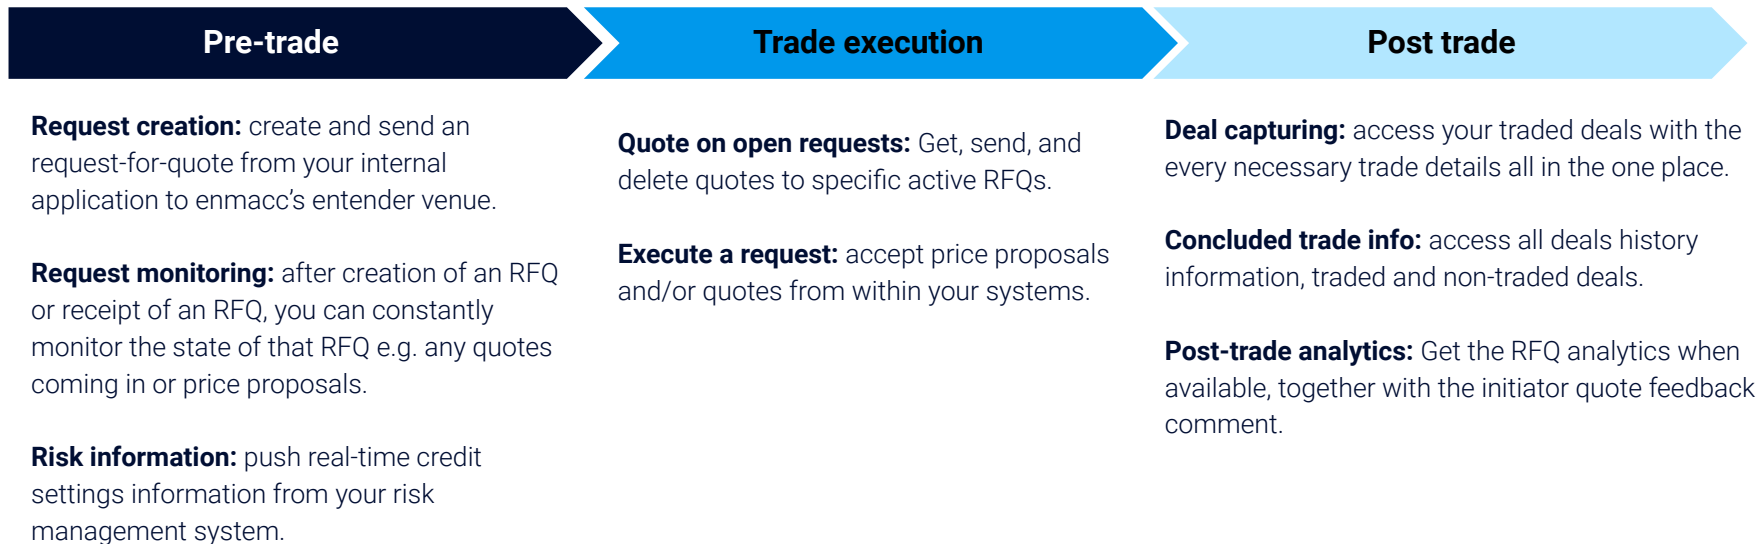 Pre-trade
Request creation: create and send an
request-for-quote from your internal
application to enmacc's entender venue.
Request monitoring: after creation of an RFQ
or receipt of an RFQ, you can constantly
monitor the state of that RFQ e.g. any quotes
coming in or price proposals.
Risk information: push real-time credit
settings information from your risk
management system.
Trade execution
Quote on open requests: Get, send, and
delete quotes to specific active RFQs.
Execute a request: accept price proposals
and/or quotes from within your systems.
Post trade
Deal capturing: access your traded deals with the
every necessary trade details all in the one place.
Concluded trade info: access all deals history
information, traded and non-traded deals.
Post-trade analytics: Get the RFQ analytics when
available, together with the initiator quote feedback
comment.